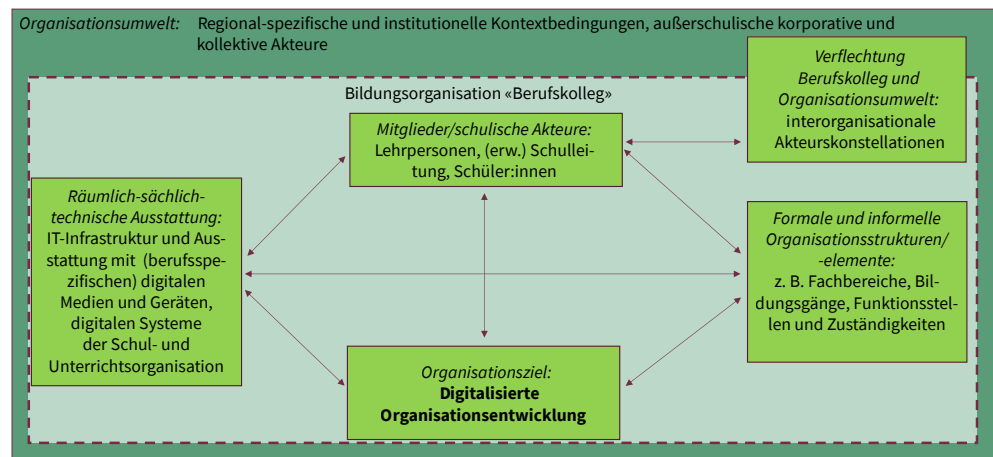 Organisationsumwelt: Regional-spezifische und institutionelle Kontextbedingungen, außerschulische korporative und
kollektive Akteure
Verflechtung
Berufskolleg und
Organisationsumwelt:
interorganisationale
Akteurskonstellationen
Bildungsorganisation «Berufskolleg»
Mitglieder/schulische Akteure:
Lehrpersonen, (erw.) Schullei-
tung, Schüler:innen
Räumlich-sächlich-
technische Ausstattung:
IT-Infrastruktur und Aus-
stattung mit (berufsspe-
zifischen) digitalen
Medien und Geräten,
digitalen Systeme
der Schul- und
Unterrichtsorganisation
Formale und informelle
Organisationsstrukturen/
-elemente:
z. B. Fachbereiche, Bil-
dungsgänge, Funktionsstel-
len und Zuständigkeiten
Organisationsziel:
Digitalisierte
Organisationsentwicklung